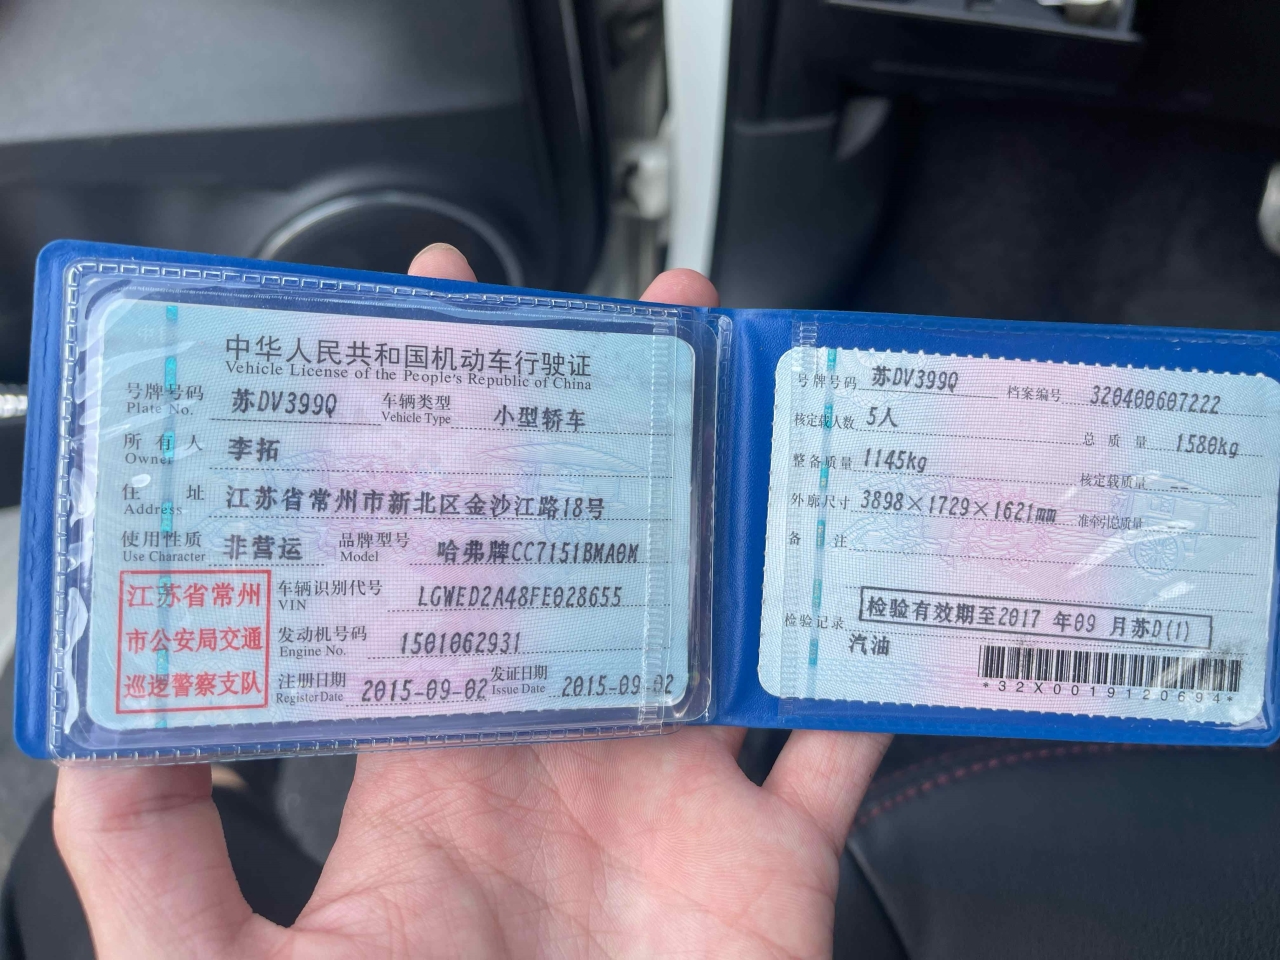 中华人民共和国机动车行驶证
Vehicle License of the People's Republic of China
号牌号码 苏DV399Q 车辆类型 小型轿车
Plate No. Vehicle Type
所有人 李拓
Owner
住址 江苏省常州市新北区金沙江路18号
Address
使用性质 非营运 品牌型号 哈弗牌CC7151BMA0M
Use Character Model
江苏省常州
市公安局交通
巡逻警察支队
车辆识别代号 LGWED2A48FE028655
VIN
发动机号码 1501062931
Engine No.
注册日期 2015-09-02 发证日期 2015-09-02
Register Date Issue Date
号牌号码 苏DV399Q 档案编号 320400607222
核定载人数 5人 总质量 1580kg
整备质量 1145kg 核定载质量 --
外廓尺寸 3898×1729×1621mm 准牵引总质量
备注
检验记录 检验有效期至2017 年09 月苏D(1)
汽油
*32X0019120694*